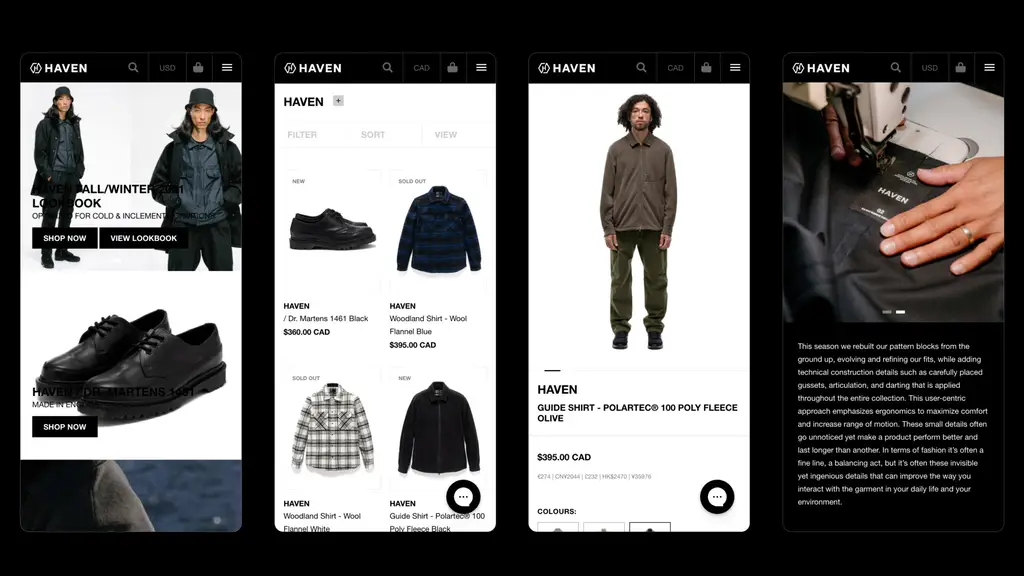 HAVEN
USD
HAVEN FALL/WINTER 2021
LOOKBOOK
FOR COLD & INCLEMENT
SHOP NOW
VIEW LOOKBOOK
HAVEN / DR. MARTENS 1461
MADE IN
SHOP NOW
HAVEN
CAD
HAVEN +
FILTER
SORT
VIEW
NEW
SOLD OUT
HAVEN
/ Dr. Martens 1461 Black
$360.00 CAD
HAVEN
Woodland Shirt - Wool
Flannel Blue
$395.00 CAD
SOLD OUT
NEW
HAVEN
Woodland Shirt - Wool
Flannel White
HAVEN
Guide Shirt - Polartec® 100
Poly Fleece Black
HAVEN
CAD
HAVEN
GUIDE SHIRT - POLARTEC® 100 POLY FLEECE
OLIVE
$395.00 CAD
€274 | CN¥2044 | £232 | HK$2470 | ¥35976
COLOURS:
HAVEN
USD
HAVEN
This season we rebuilt our pattern blocks from the
ground up, evolving and refining our fits, while adding
technical construction details such as carefully placed
gussets, articulation, and darting that is applied
throughout the entire collection. This user-centric
approach emphasizes ergonomics to maximize comfort
and increase range of motion. These small details often
go unnoticed yet make a product perform better and
last longer than another. In terms of fashion it's often a
fine line, a balancing act, but it's often these invisible
yet ingenious details that can improve the way you
interact with the garment in your daily life and your
environment.